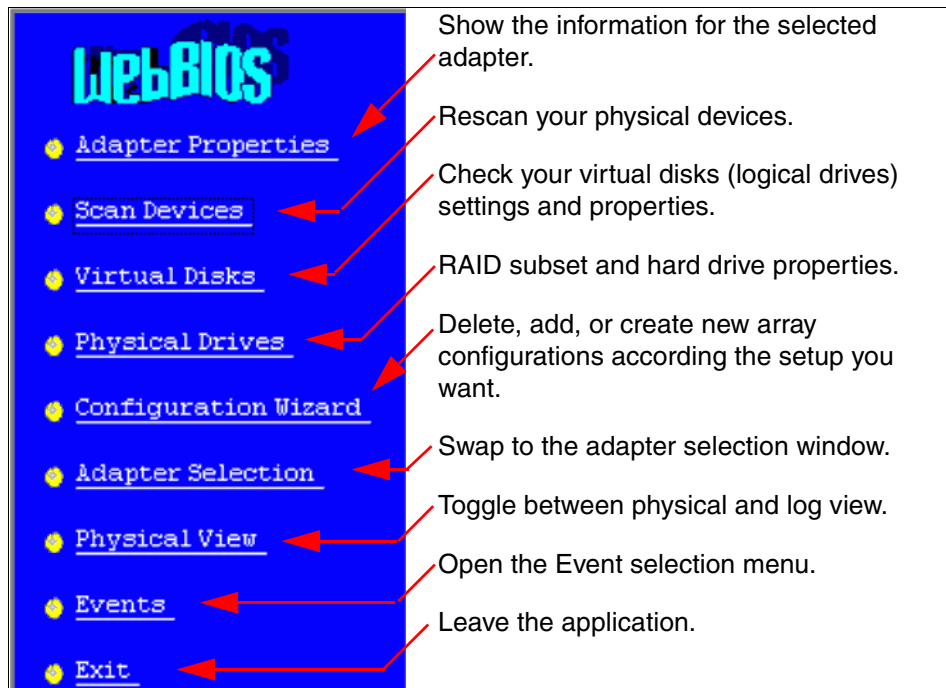 WebBIOS
Adapter Properties
Scan Devices
Virtual Disks
Physical Drives
Configuration Wizard
Adapter Selection
Physical View
Events
Exit
Show the information for the selected
adapter.
Rescan your physical devices.
Check your virtual disks (logical drives)
settings and properties.
RAID subset and hard drive properties.
Delete, add, or create new array
configurations according the setup you
want.
Swap to the adapter selection window.
Toggle between physical and log view.
Open the Event selection menu.
Leave the application.